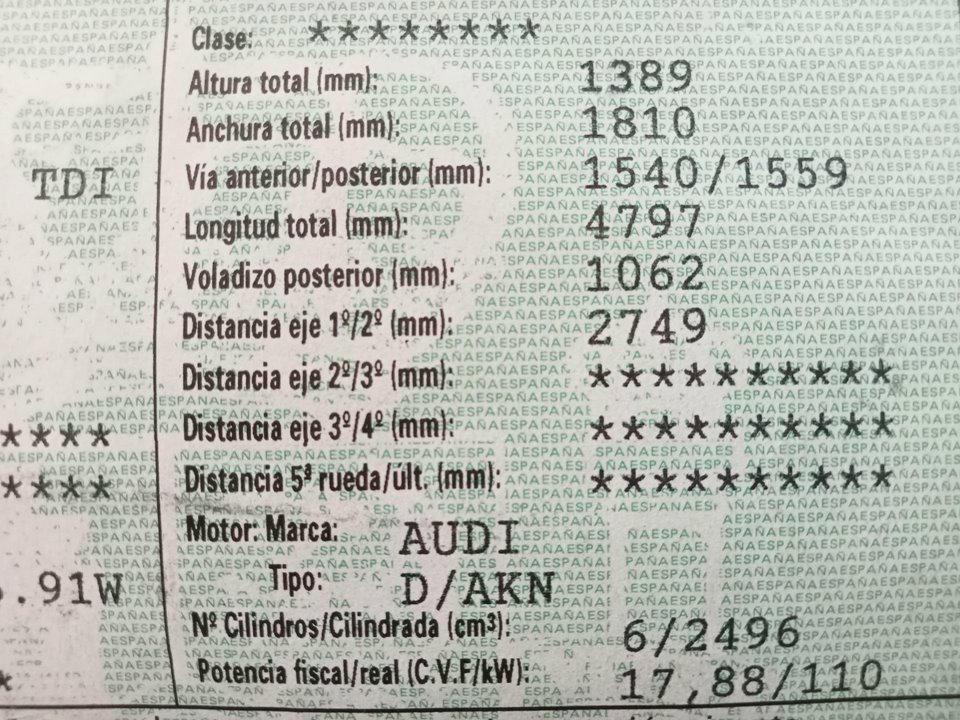 Clase: ********
Altura total (mm): 1389
Anchura total (mm): 1810
TDI
Vía anterior/posterior (mm): 1540/1559
Longitud total (mm): 4797
Voladizo posterior (mm): 1062
Distancia eje 1º/2º (mm): 2749
Distancia eje 2º/3º (mm): **********
****
Distancia eje 3º/4º (mm): **********
****
Distancia 5ª rueda/últ. (mm): **********
Motor: Marca: AUDI
.91W
Tipo: D/AKN
Nº Cilindros/Cilindrada (cm³): 6/2496
*
Potencia fiscal/real (C.V.F/kW): 17,88/110